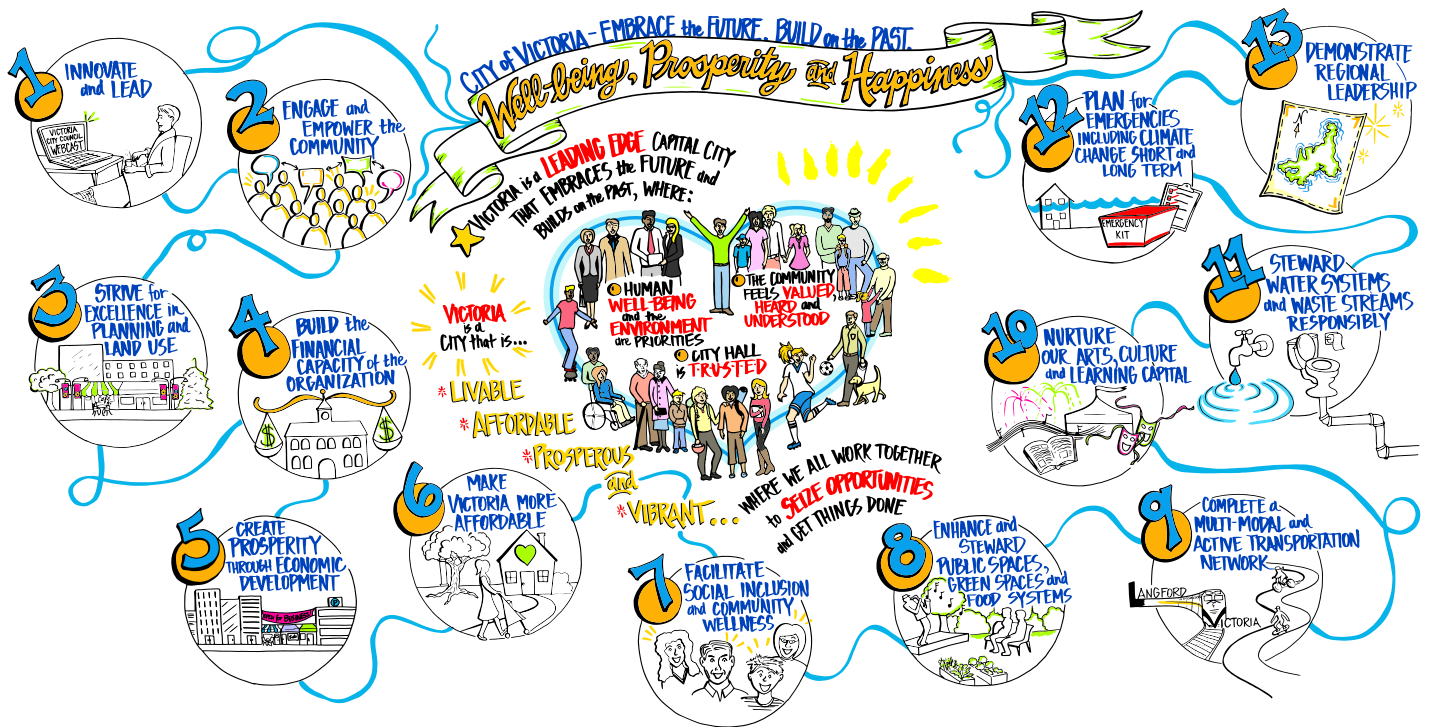 CITY of VICTORIA - EMBRACE the FUTURE. BUILD on the PAST.
Well-being, Prosperity and Happiness
VICTORIA is a LEADING EDGE CAPITAL CITY
THAT EMBRACES the FUTURE and
BUILDS on the PAST, WHERE:
HUMAN
WELL-BEING
and the
ENVIRONMENT
are PRIORITIES
THE COMMUNITY
FEELS VALUED,
HEARD and
UNDERSTOOD
CITY HALL
is TRUSTED
VICTORIA
is a
CITY that is...
* LIVABLE
* AFFORDABLE
* PROSPEROUS
and
* VIBRANT...
WHERE WE ALL WORK TOGETHER
to SEIZE OPPORTUNITIES
and GET THINGS DONE
1
INNOVATE
and LEAD
VICTORIA
CITY COUNCIL
WEBCAST
2
ENGAGE and
EMPOWER the
COMMUNITY
3
STRIVE for
EXCELLENCE in
PLANNING and
LAND USE
4
BUILD the
FINANCIAL
CAPACITY of the
ORGANIZATION
$
$
5
CREATE
PROSPERITY
THROUGH ECONOMIC
DEVELOPMENT
OPEN for BUSINESS!
6
MAKE
VICTORIA MORE
AFFORDABLE
7
FACILITATE
SOCIAL INCLUSION
and COMMUNITY
WELLNESS
8
ENHANCE and
STEWARD
PUBLIC SPACES,
GREEN SPACES and
FOOD SYSTEMS
9
COMPLETE a
MULTI-MODAL and
ACTIVE TRANSPORTATION
NETWORK
LANGFORD
VICTORIA
10
NURTURE
OUR ARTS, CULTURE
and LEARNING CAPITAL
11
STEWARD
WATER SYSTEMS
and WASTE STREAMS
RESPONSIBLY
12
PLAN for
EMERGENCIES
INCLUDING CLIMATE
CHANGE SHORT and
LONG TERM
EMERGENCY
KIT
13
DEMONSTRATE
REGIONAL
LEADERSHIP